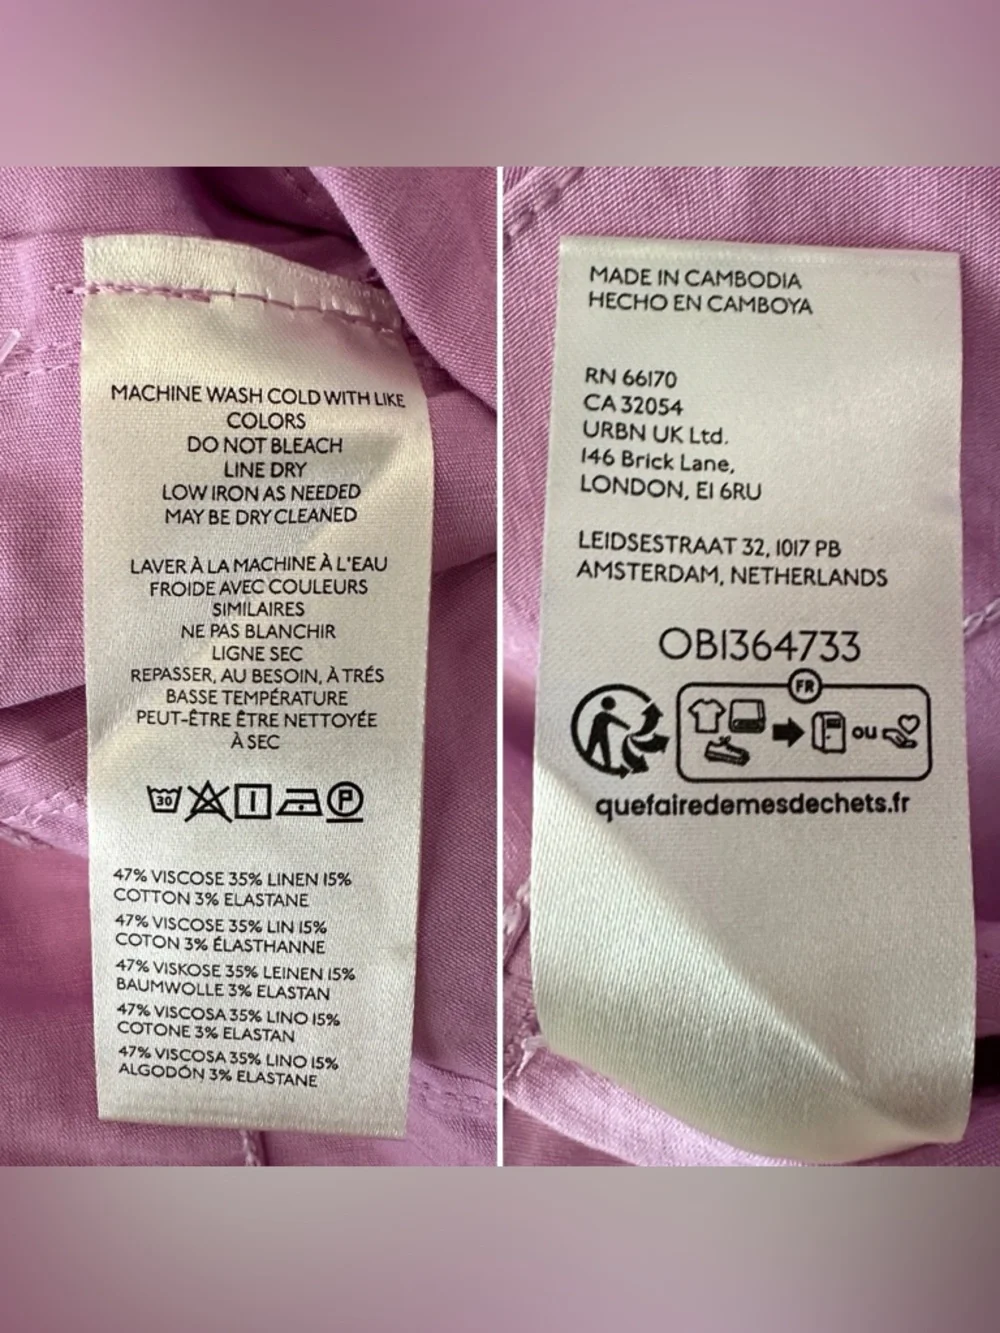 MACHINE WASH COLD WITH LIKE
COLORS
DO NOT BLEACH
LINE DRY
LOW IRON AS NEEDED
MAY BE DRY CLEANED
LAVER À LA MACHINE À L'EAU
FROIDE AVEC COULEURS
SIMILAIRES
NE PAS BLANCHIR
LIGNE SEC
REPASSER, AU BESOIN, À TRÉS
BASSE TEMPÉRATURE
PEUT-ÊTRE ÊTRE NETTOYÉE
À SEC
30 P
47% VISCOSE 35% LINEN 15%
COTTON 3% ELASTANE
47% VISCOSE 35% LIN 15%
COTON 3% ÉLASTHANNE
47% VISKOSE 35% LEINEN 15%
BAUMWOLLE 3% ELASTAN
47% VISCOSA 35% LINO 15%
COTONE 3% ELASTAN
47% VISCOSA 35% LINO 15%
ALGODÓN 3% ELASTANE
MADE IN CAMBODIA
HECHO EN CAMBOYA
RN 66170
CA 32054
URBN UK Ltd.
146 Brick Lane,
LONDON, E1 6RU
LEIDSESTRAAT 32, 1017 PB
AMSTERDAM, NETHERLANDS
OB1364733
FR
ou
quefairedemesdechets.fr